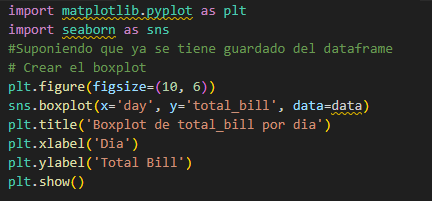 import matplotlib.pyplot as plt
import seaborn as sns
#Suponiendo que ya se tiene guardado del dataframe
# Crear el boxplot
plt.figure(figsize=(10, 6))
sns.boxplot(x='day', y='total_bill', data=data)
plt.title('Boxplot de total_bill por dia')
plt.xlabel('Dia')
plt.ylabel('Total Bill')
plt.show()